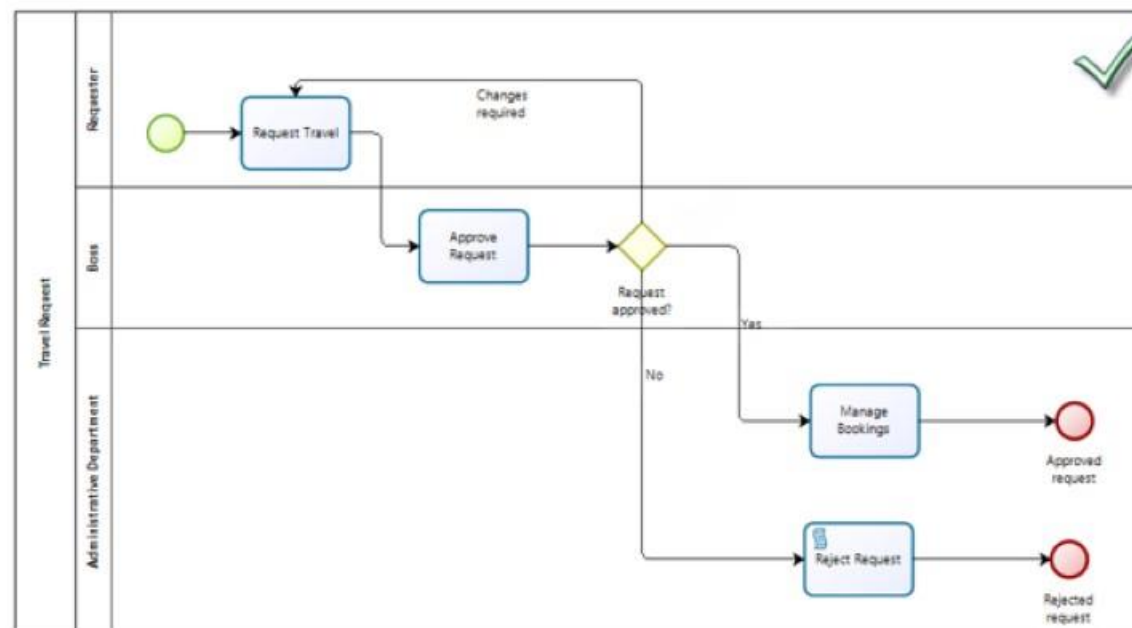 Travel Request
Requester
Boss
Administrative Department
Request Travel
Changes
required
Approve
Request
Request
approved?
Yes
No
Manage
Bookings
Approved
request
Reject Request
Rejected
request